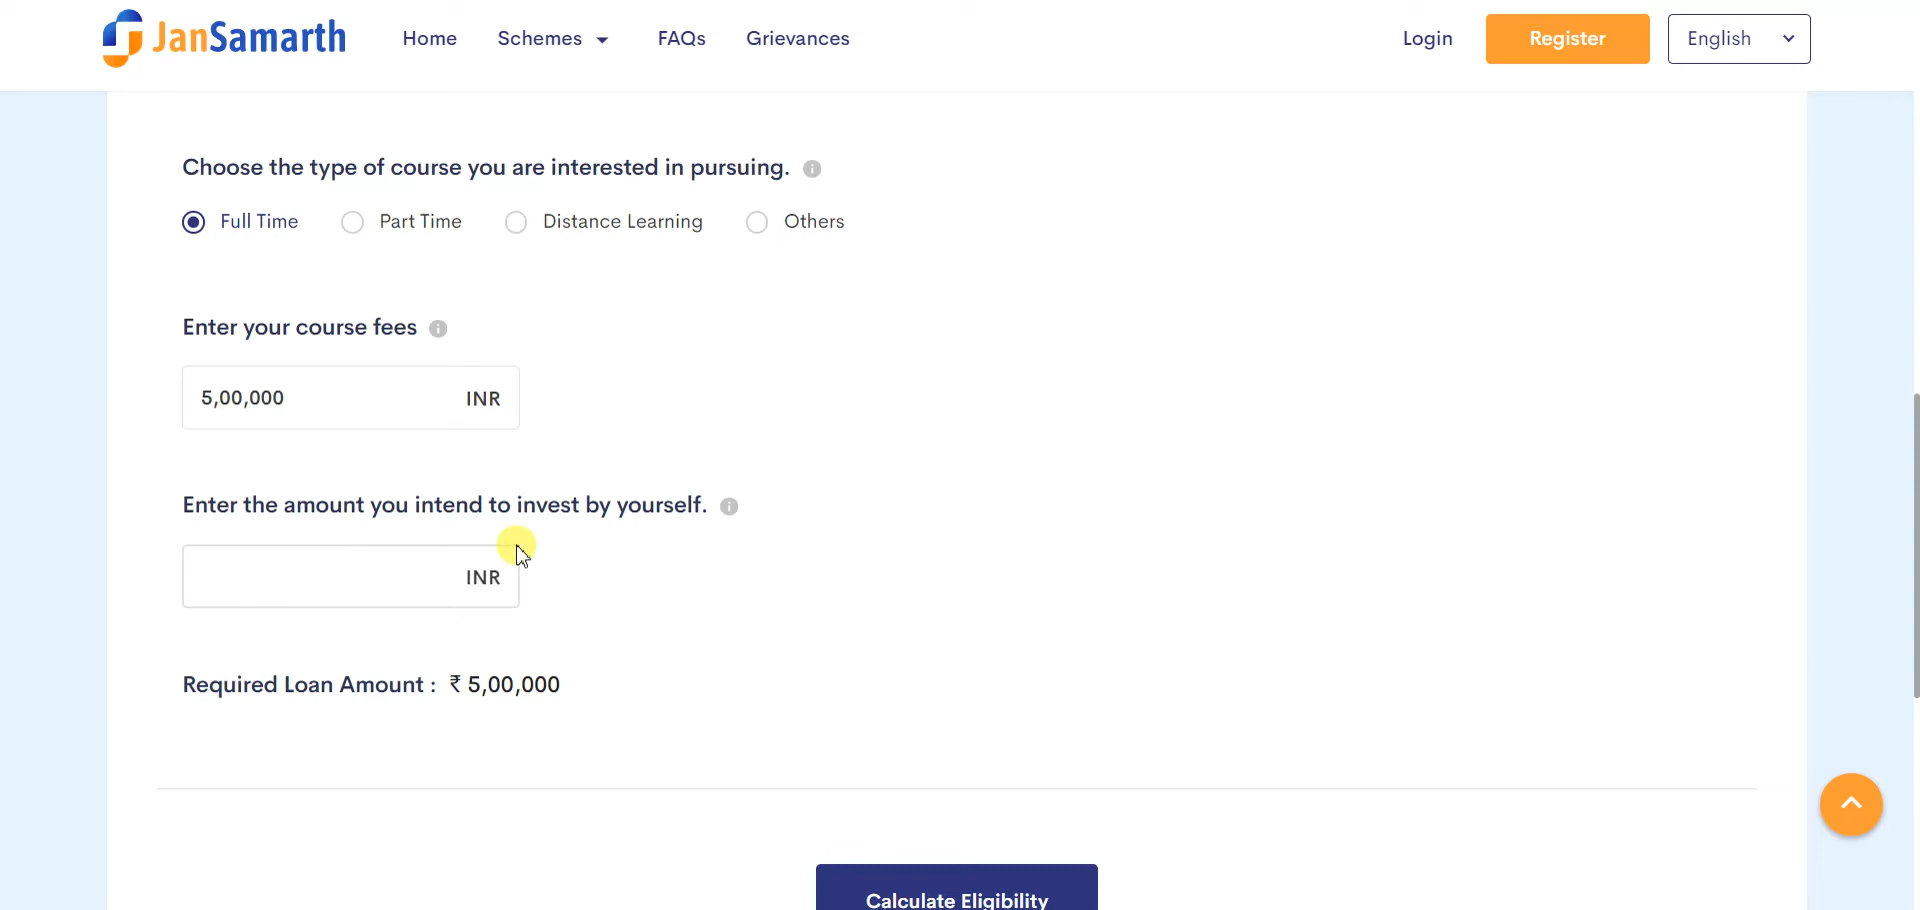 JanSamarth Home Schemes FAQs Grievances Login Register English
Choose the type of course you are interested in pursuing.
Full Time Part Time Distance Learning Others
Enter your course fees
5,00,000 INR
Enter the amount you intend to invest by yourself.
INR
Required Loan Amount : ₹ 5,00,000
Calculate Eligibility